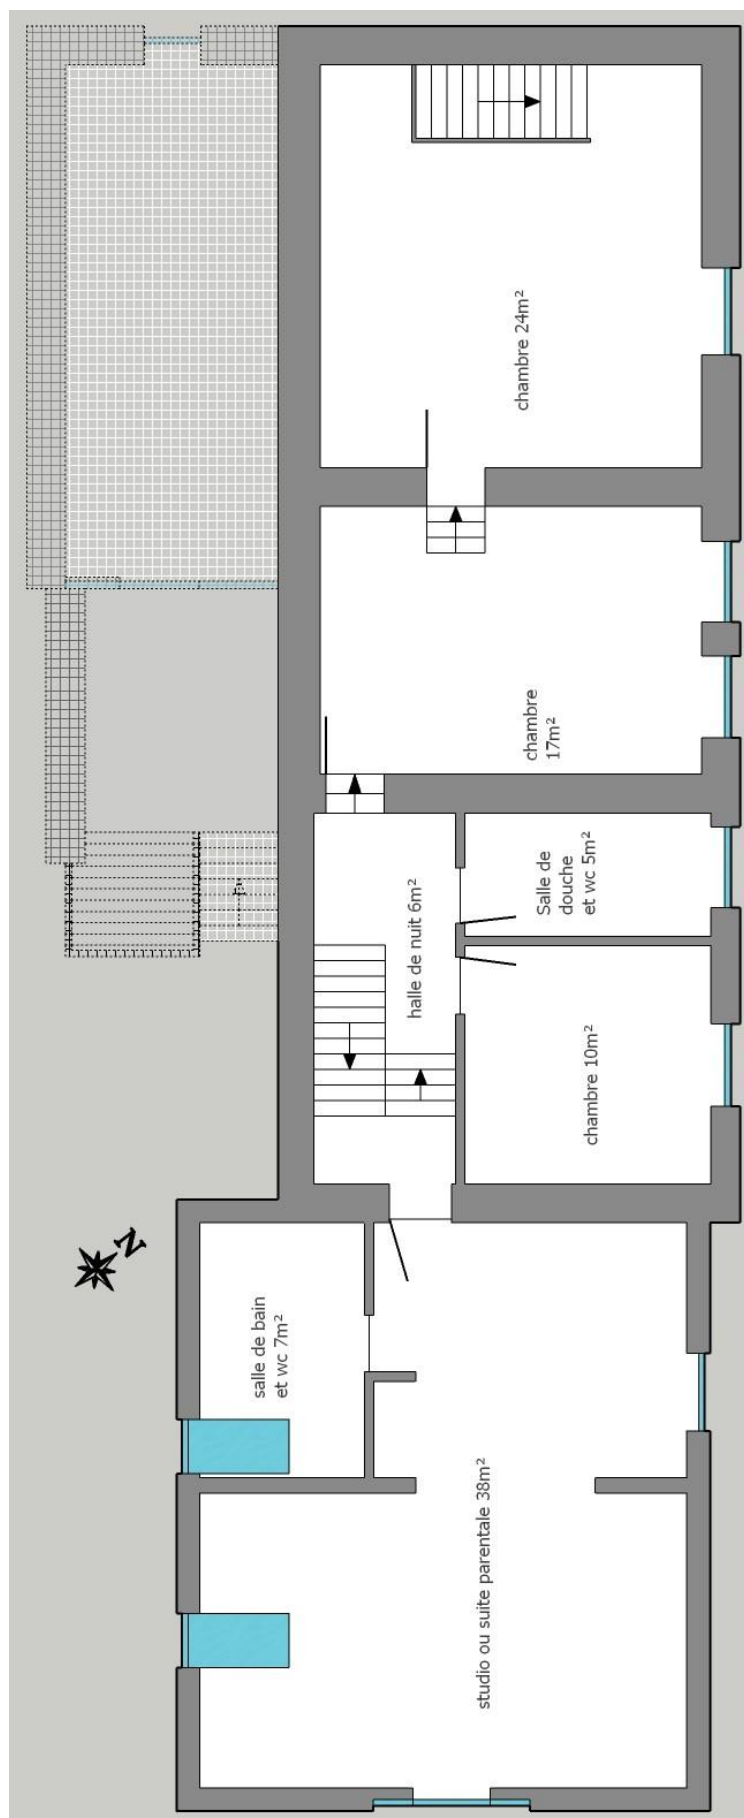 chambre 24m²
chambre
17m²
Salle de
douche
et wc 5m²
halle de nuit 6m²
chambre 10m²
N
salle de bain
et wc 7m²
studio ou suite parentale 38m²